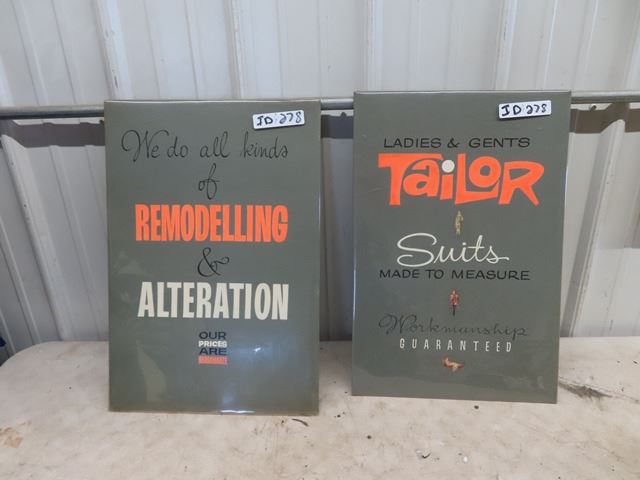 JD 278
We do all kinds
of
REMODELLING
&
ALTERATION
OUR
PRICES
ARE
JD 278
LADIES & GENTS
TAILOR
Suits
MADE TO MEASURE
Workmanship
GUARANTEED